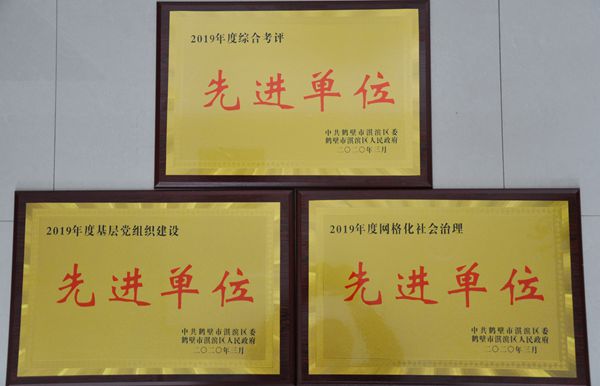 2019年度综合考评
先进单位
中共鹤壁市淇滨区委
鹤壁市淇滨区人民政府
二〇二〇年三月
2019年度基层党组织建设
先进单位
中共鹤壁市淇滨区委
鹤壁市淇滨区人民政府
二〇二〇年三月
2019年度网格化社会治理
先进单位
中共鹤壁市淇滨区委
鹤壁市淇滨区人民政府
二〇二〇年三月